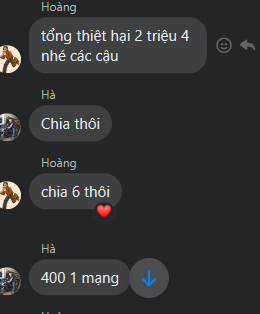 Hoàng
tổng thiệt hại 2 triệu 4
nhé các cậu
Hà
Chia thôi
Hoàng
chia 6 thôi
Hà
400 1 mạng